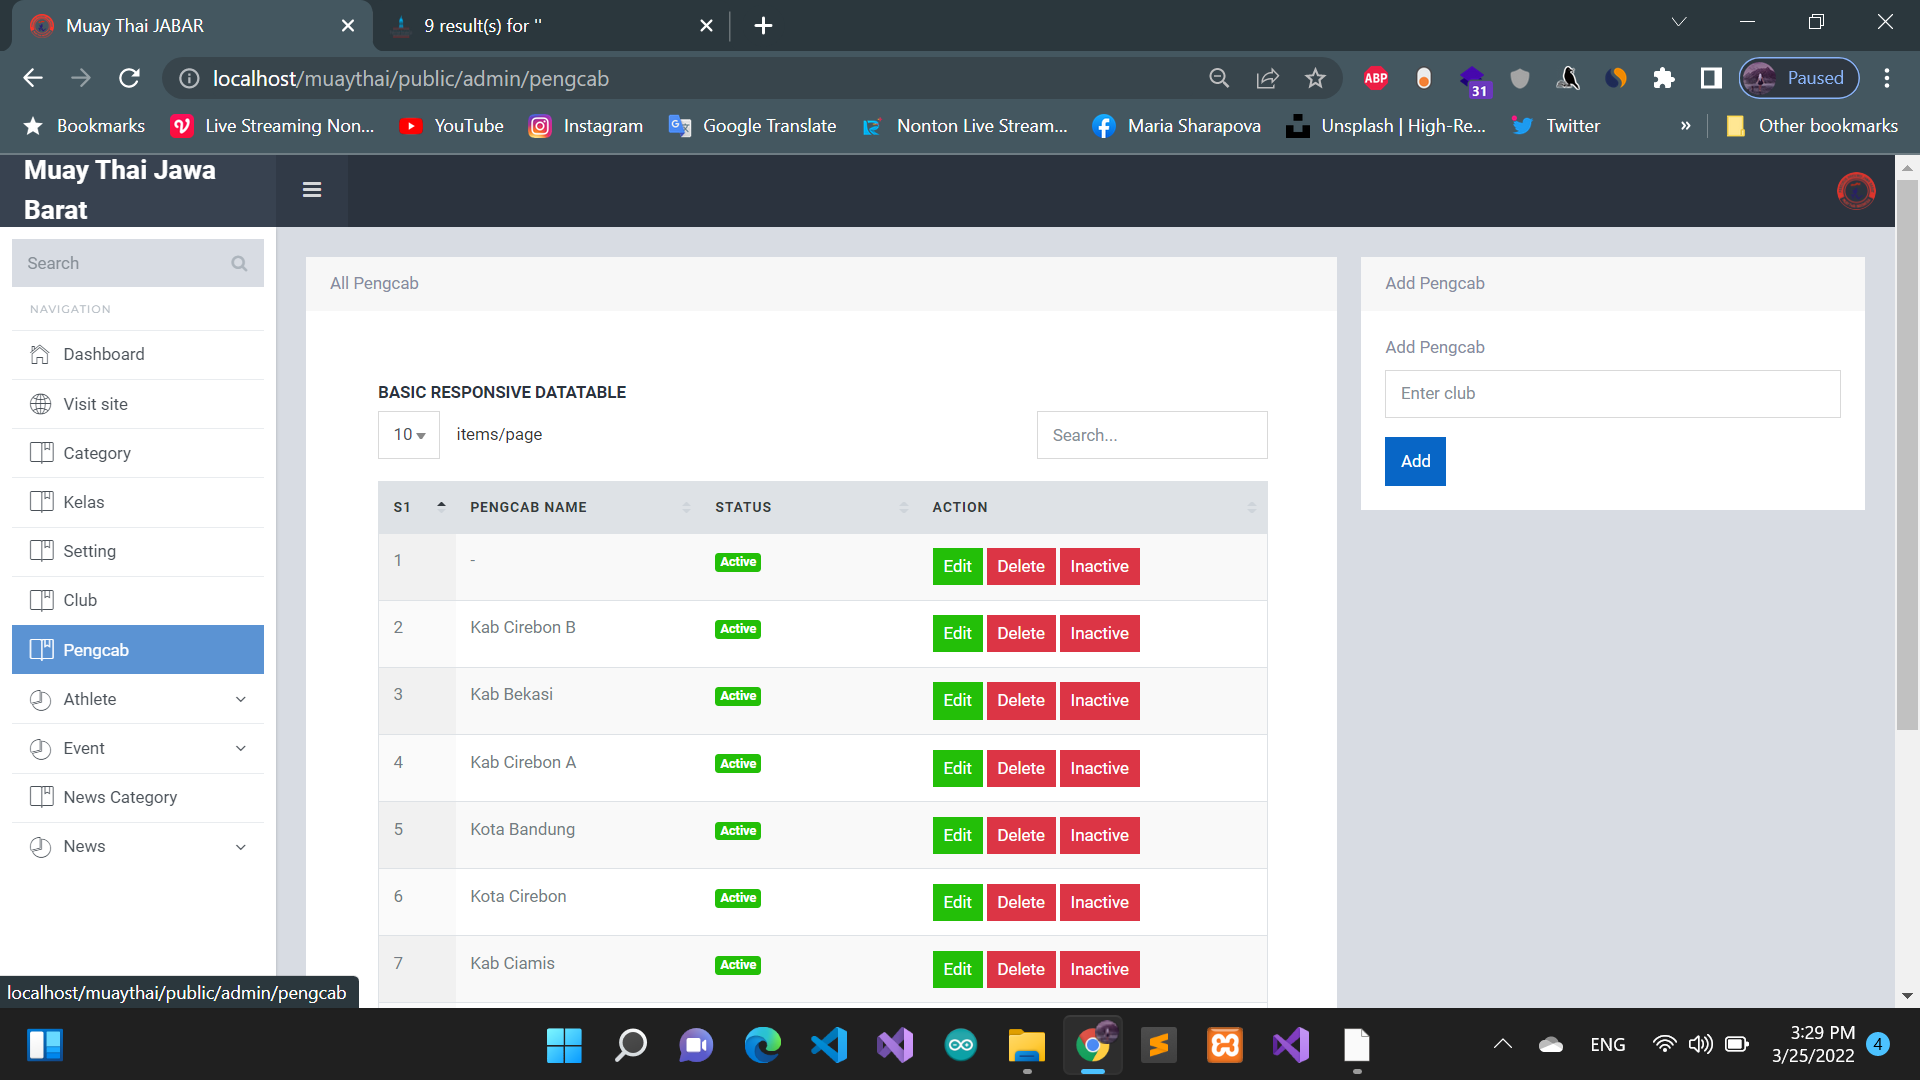 Muay Thai JABAR
9 result(s) for ''
localhost/muaythai/public/admin/pengcab
ABP
31
Paused
Bookmarks
Live Streaming Non...
YouTube
Instagram
Google Translate
Nonton Live Stream...
Maria Sharapova
Unsplash | High-Re...
Twitter
»
Other bookmarks
Muay Thai Jawa
Barat
Search
NAVIGATION
Dashboard
Visit site
Category
Kelas
Setting
Club
Pengcab
Athlete
Event
News Category
News
All Pengcab
BASIC RESPONSIVE DATATABLE
10 items/page
Search...
S1 PENGCAB NAME STATUS ACTION
1 - Active Edit Delete Inactive
2 Kab Cirebon B Active Edit Delete Inactive
3 Kab Bekasi Active Edit Delete Inactive
4 Kab Cirebon A Active Edit Delete Inactive
5 Kota Bandung Active Edit Delete Inactive
6 Kota Cirebon Active Edit Delete Inactive
7 Kab Ciamis Active Edit Delete Inactive
Add Pengcab
Add Pengcab
Enter club
Add
localhost/muaythai/public/admin/pengcab
ENG
3:29 PM
3/25/2022
4